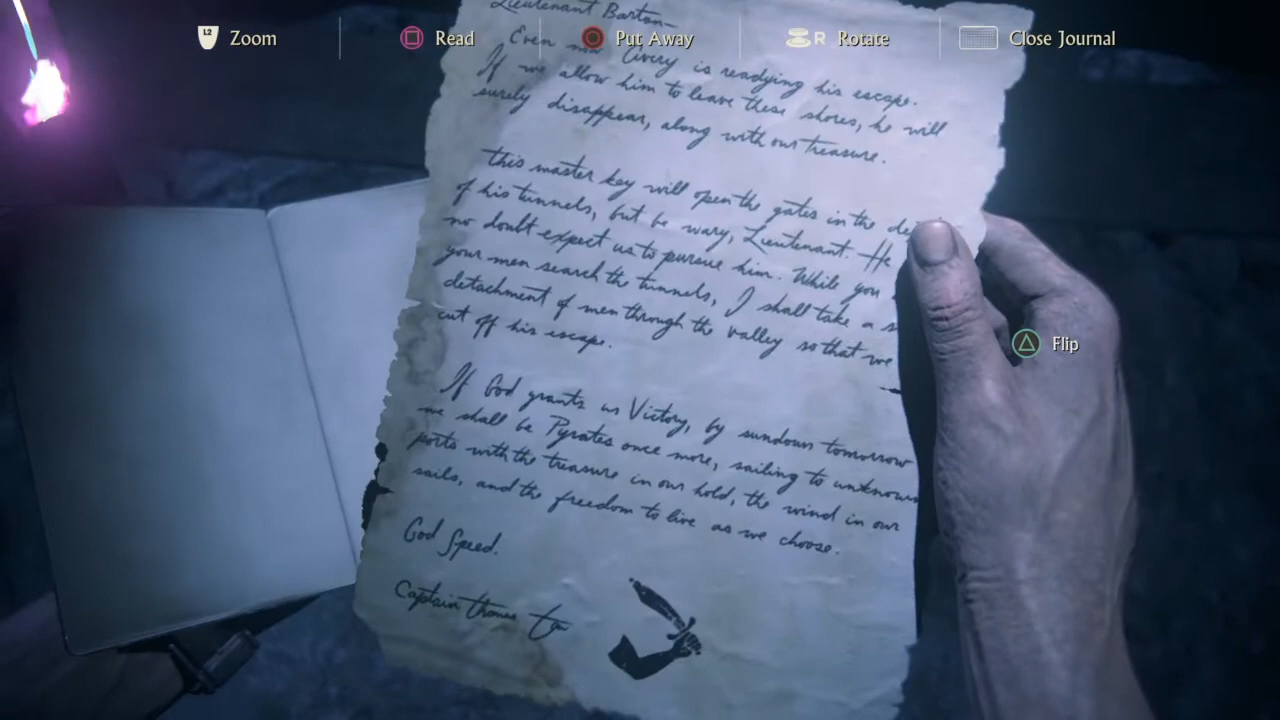 L2 Zoom
Read
Put Away
R Rotate
Close Journal
Flip
Lieutenant Barton—
Even now Avery is readying his escape.
If we allow him to leave these shores, he will
surely disappear, along with our treasure.
this master key will open the gates in the de
of his tunnels, but be wary, Lieutenant. He
no doubt expect us to pursue him. While you
your men search the tunnels, I shall take a s
detachment of men through the valley so that we
cut off his escape.
If God grants us Victory, by sundown tomorrow
we shall be Pyrates once more, sailing to unknown
ports with the treasure in our hold, the wind in our
sails, and the freedom to live as we choose.
God Speed.
Captain Thomas Tew